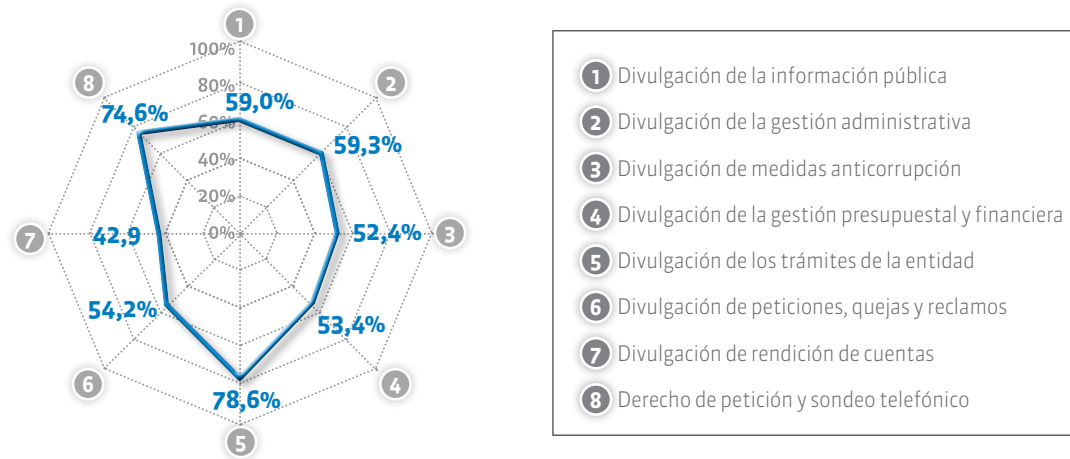 1
100%
8
80%
2
74,6%
59,0%
60%
59,3%
40%
20%
7
42,9
0%
52,4%
3
54,2%
53,4%
6
78,6%
4
5
1 Divulgación de la información pública
2 Divulgación de la gestión administrativa
3 Divulgación de medidas anticorrupción
4 Divulgación de la gestión presupuestal y financiera
5 Divulgación de los trámites de la entidad
6 Divulgación de peticiones, quejas y reclamos
7 Divulgación de rendición de cuentas
8 Derecho de petición y sondeo telefónico